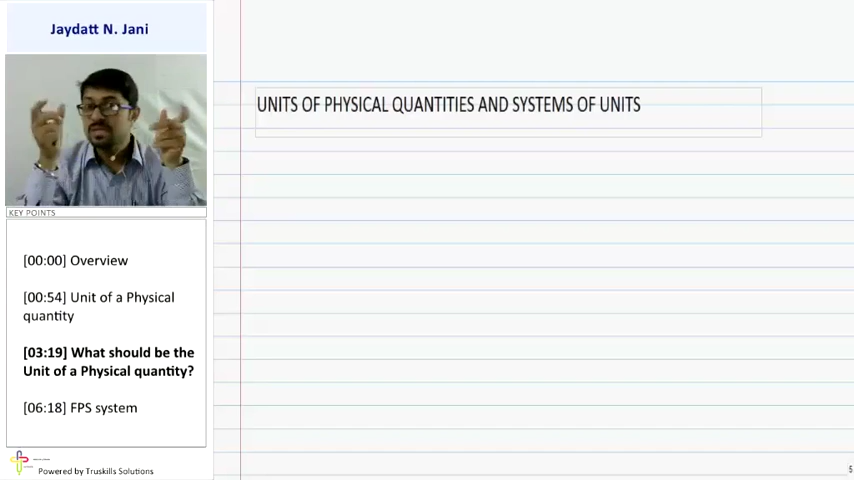 Jaydatt N. Jani
UNITS OF PHYSICAL QUANTITIES AND SYSTEMS OF UNITS
KEY POINTS
[00:00] Overview
[00:54] Unit of a Physical
quantity
[03:19] What should be the
Unit of a Physical quantity?
[06:18] FPS system
Powered by Truskills Solutions
5